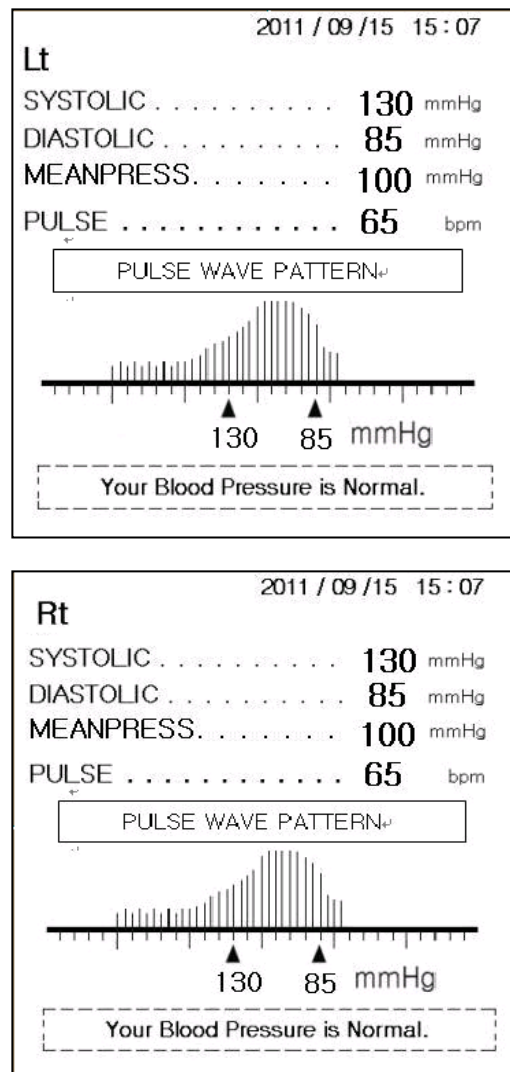 2011 / 09 /15 15 : 07
Lt
SYSTOLIC . . . . . . . . . . 130 mmHg
DIASTOLIC . . . . . . . . . . 85 mmHg
MEANPRESS. . . . . . . 100 mmHg
PULSE . . . . . . . . . . . . 65 bpm
PULSE WAVE PATTERN↵
130 85 mmHg
Your Blood Pressure is Normal.
2011 / 09 /15 15 : 07
Rt
SYSTOLIC . . . . . . . . . . 130 mmHg
DIASTOLIC . . . . . . . . . . 85 mmHg
MEANPRESS. . . . . . . 100 mmHg
PULSE . . . . . . . . . . . . 65 bpm
PULSE WAVE PATTERN↵
130 85 mmHg
Your Blood Pressure is Normal.